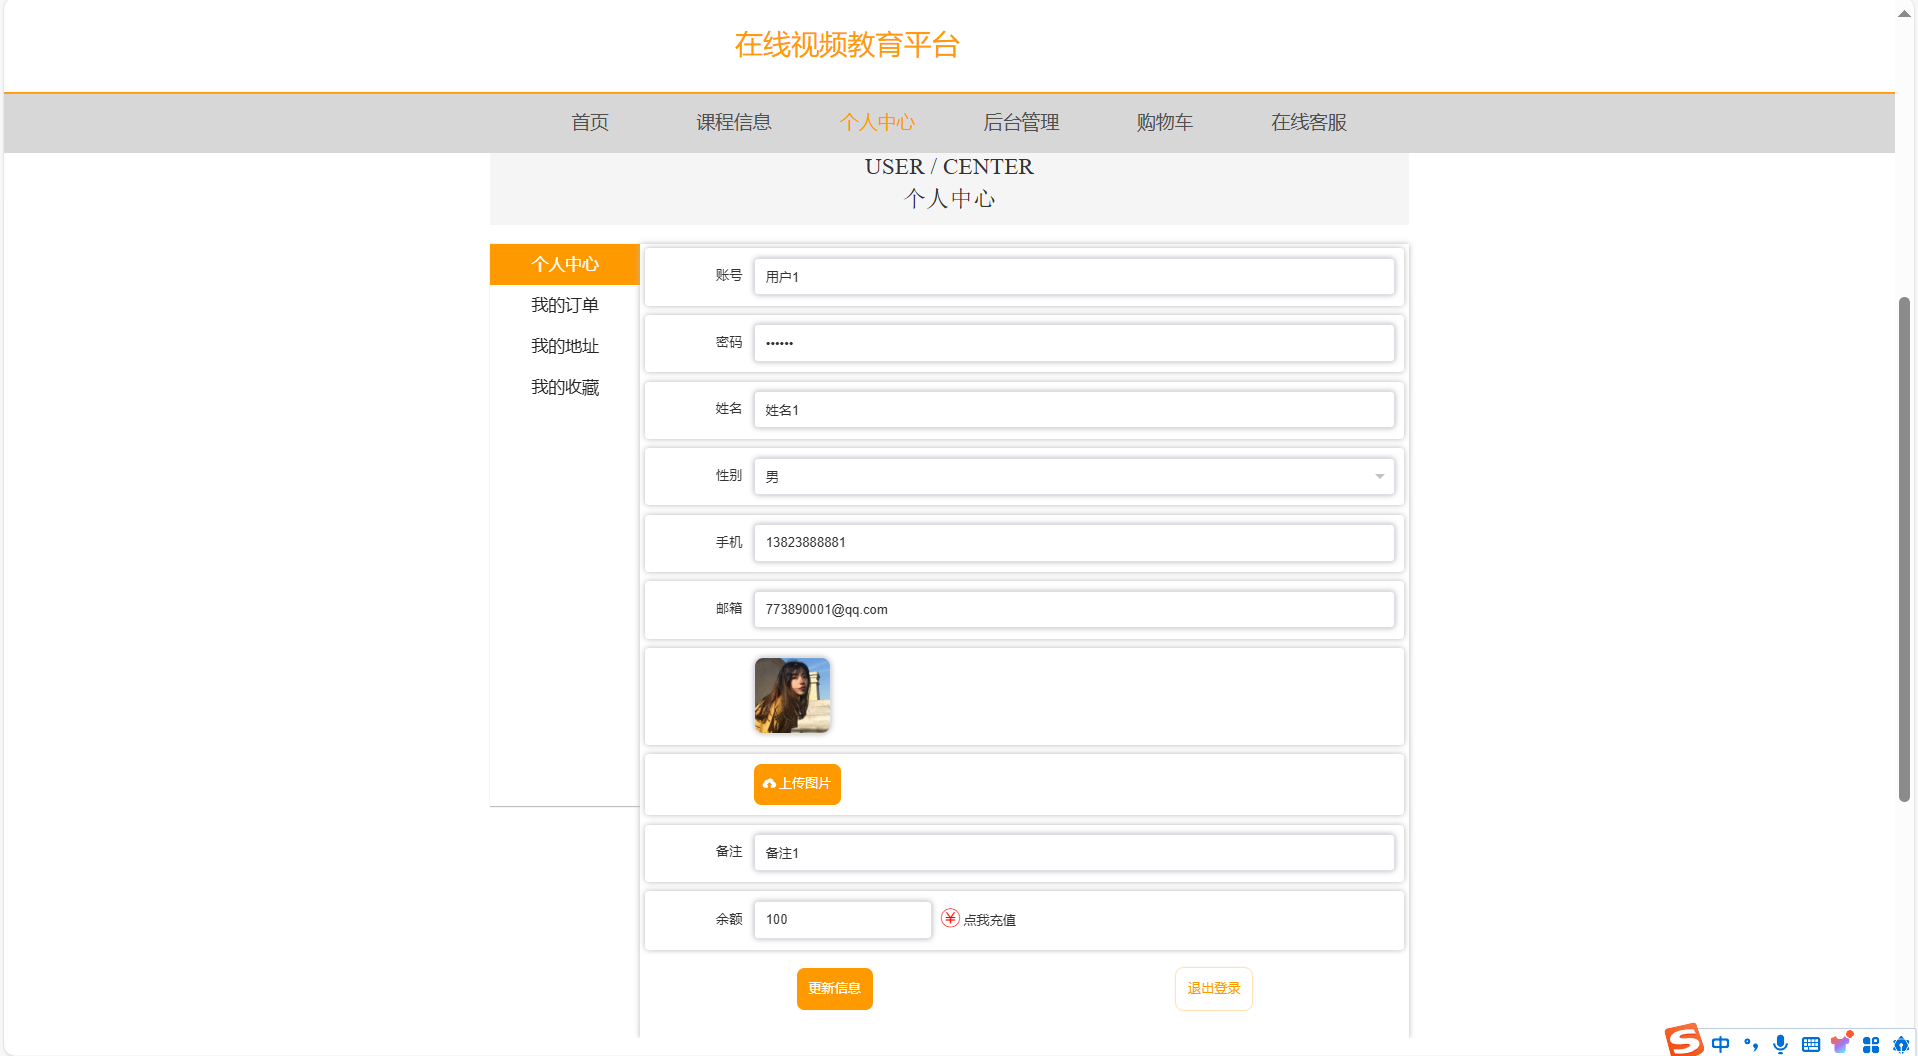 在线视频教育平台
首页 课程信息 个人中心 后台管理 购物车 在线客服
USER / CENTER
个人中心
个人中心
我的订单
我的地址
我的收藏
账号 用户1
密码 ••••••
姓名 姓名1
性别 男
手机 13823888881
邮箱 773890001@qq.com
上传图片
备注 备注1
余额 100 ¥ 点我充值
更新信息 退出登录
S 中 °,